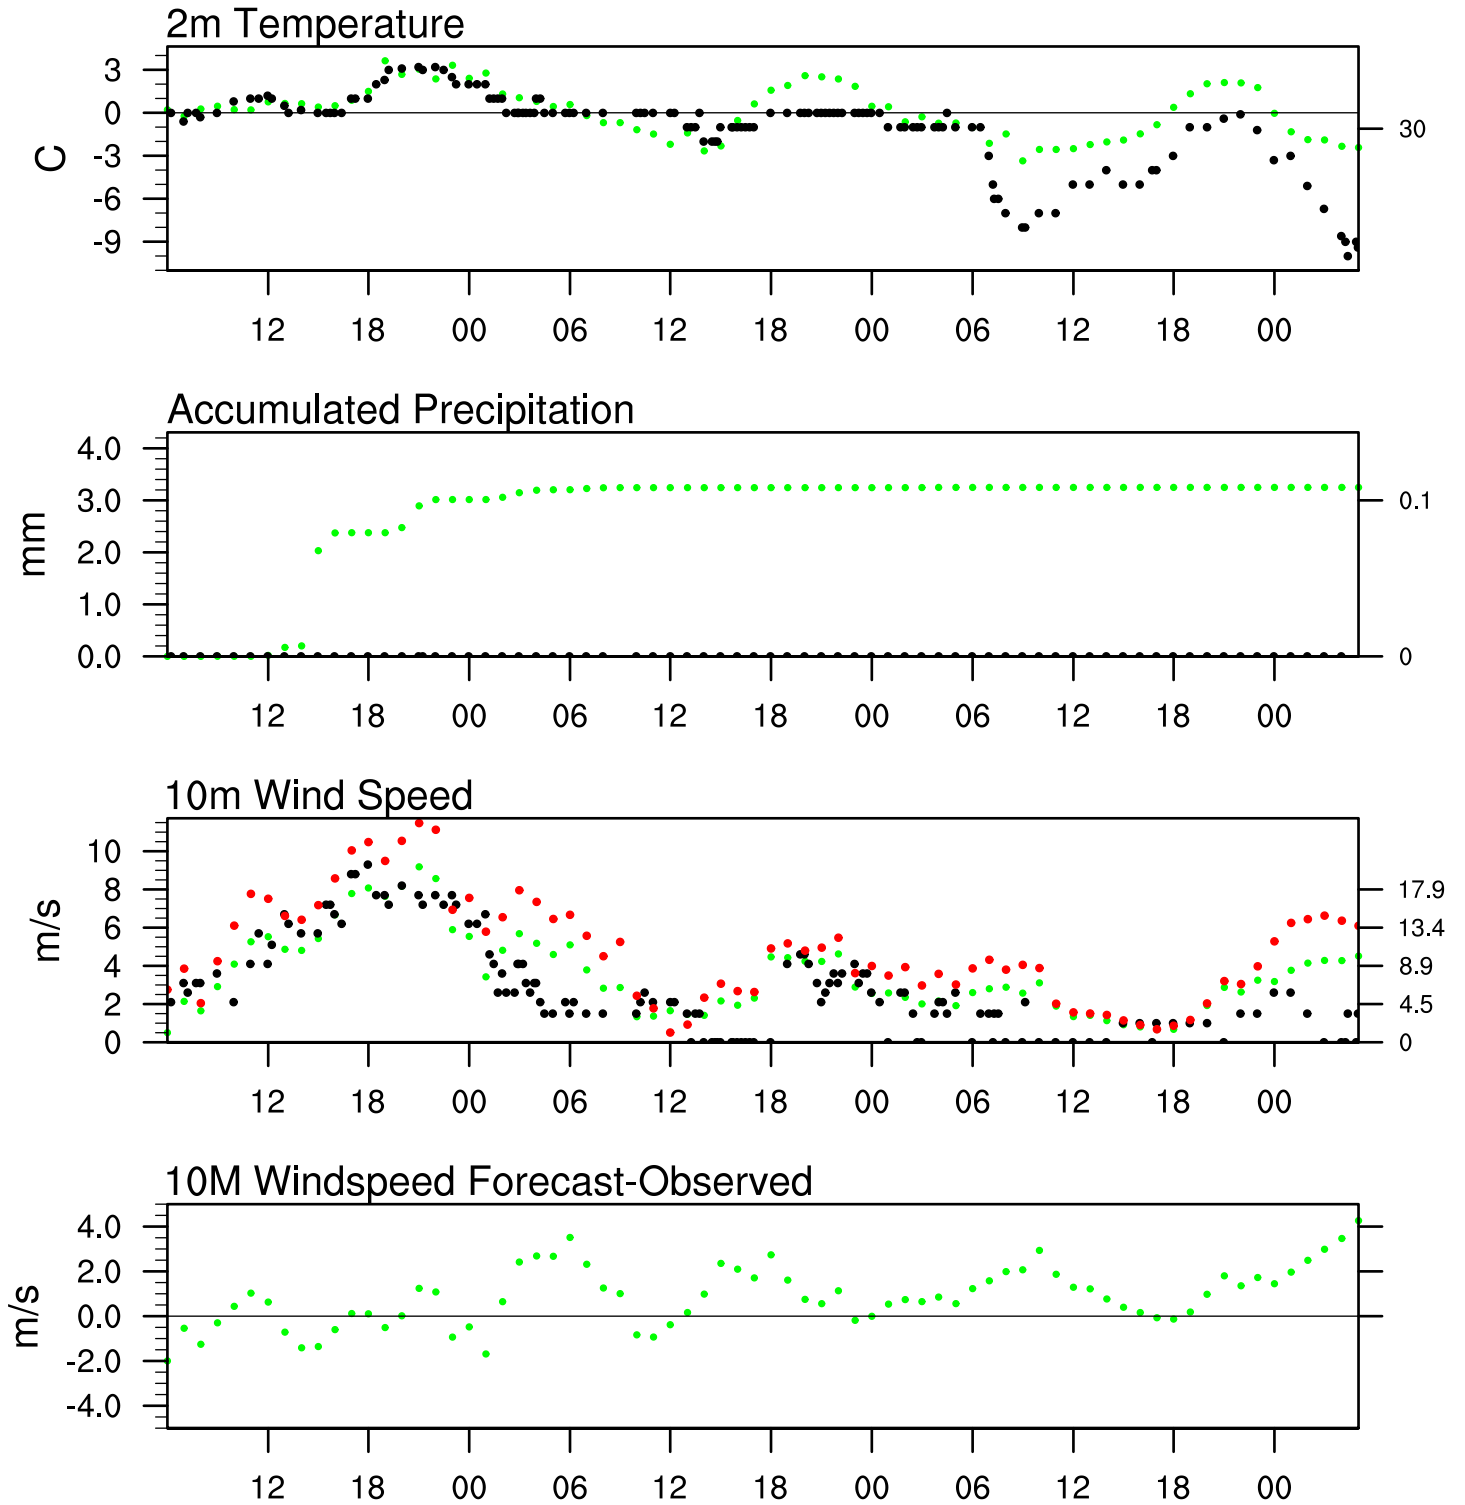 2m Temperature
3
0
-3
-6
-9
C
30
12 18 00 06 12 18 00 06 12 18 00
Accumulated Precipitation
4.0
3.0
2.0
1.0
0.0
mm
0.1
0
12 18 00 06 12 18 00 06 12 18 00
10m Wind Speed
10
8
6
4
2
0
m/s
17.9
13.4
8.9
4.5
0
12 18 00 06 12 18 00 06 12 18 00
10M Windspeed Forecast-Observed
4.0
2.0
0.0
-2.0
-4.0
m/s
12 18 00 06 12 18 00 06 12 18 00